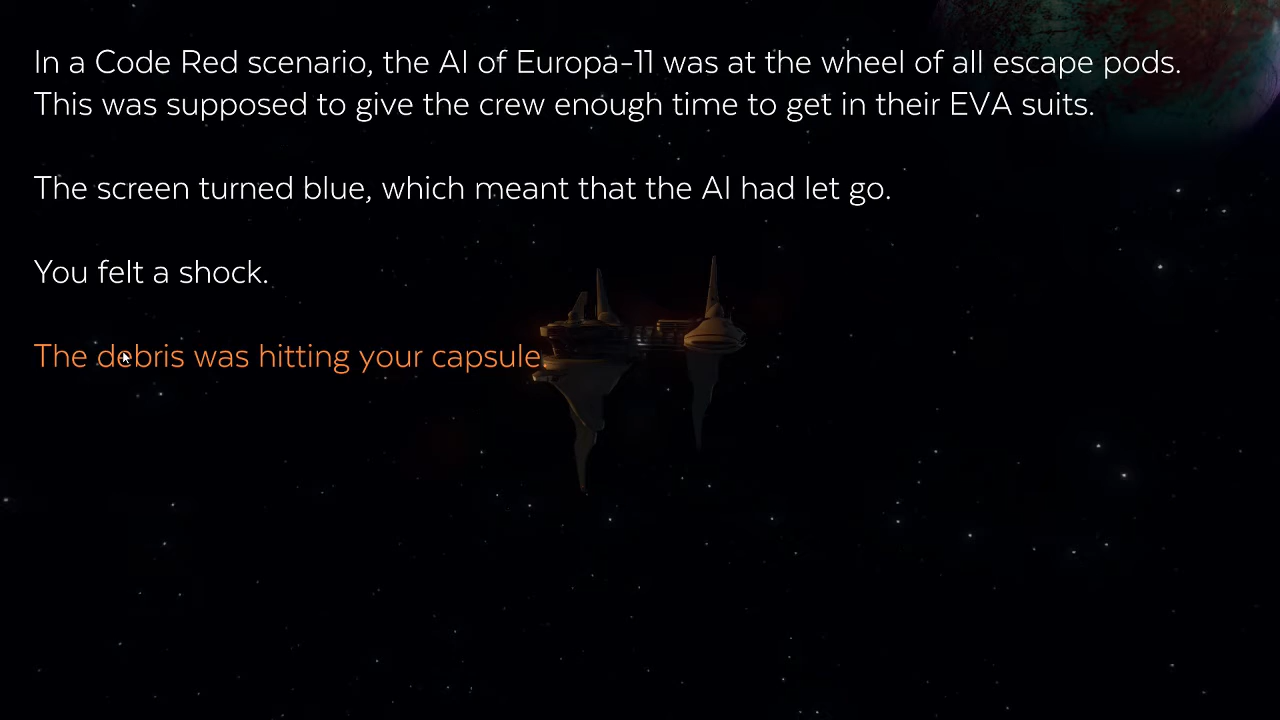 In a Code Red scenario, the AI of Europa-11 was at the wheel of all escape pods.
This was supposed to give the crew enough time to get in their EVA suits.
The screen turned blue, which meant that the AI had let go.
You felt a shock.
The debris was hitting your capsule.